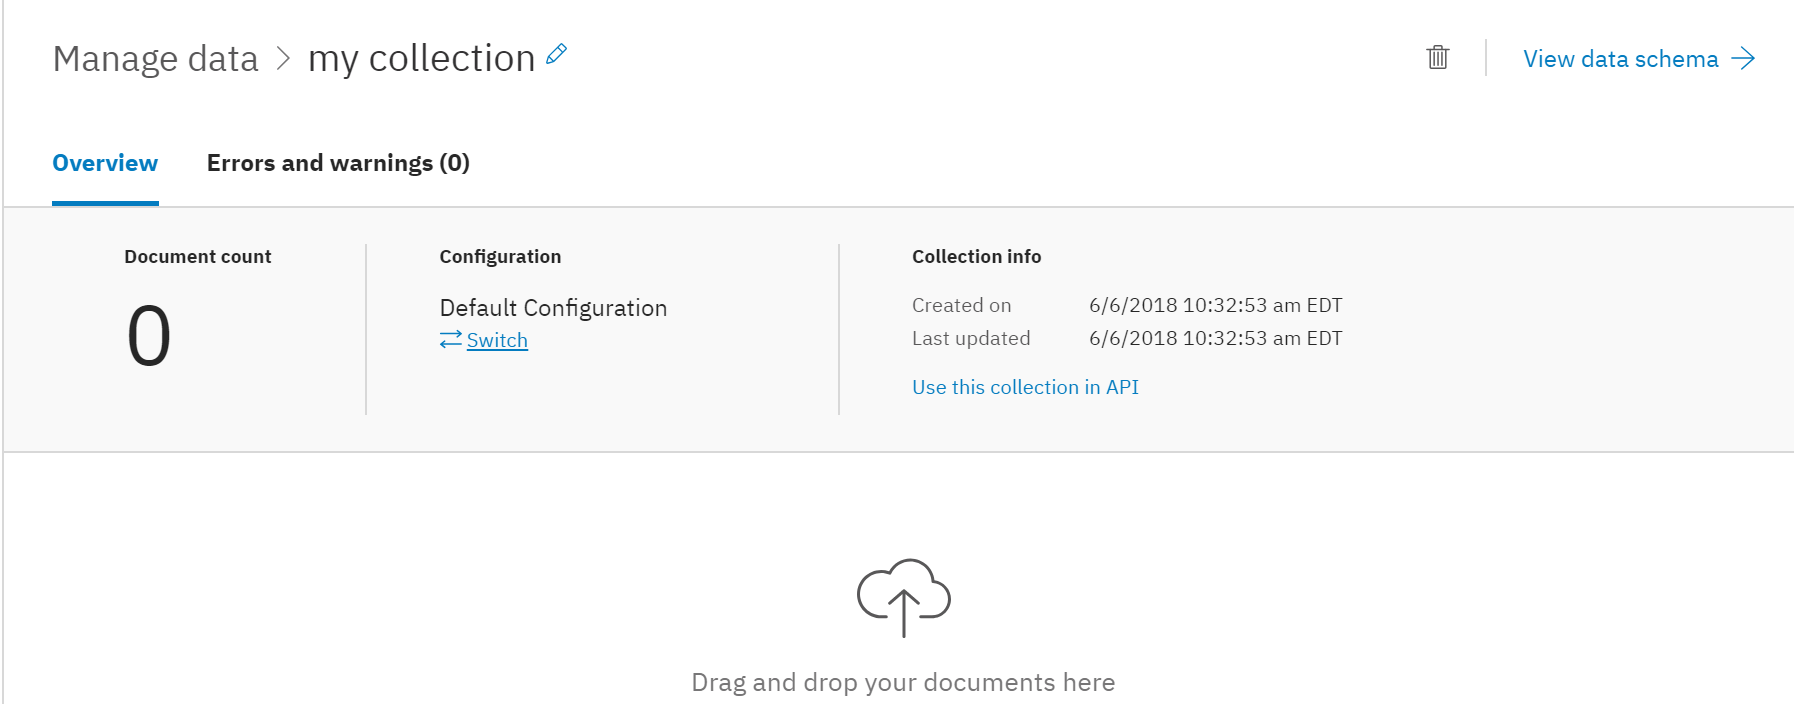 Manage data > my collection
View data schema
Overview
Errors and warnings (0)
Document count
0
Configuration
Default Configuration
Switch
Collection info
Created on 6/6/2018 10:32:53 am EDT
Last updated 6/6/2018 10:32:53 am EDT
Use this collection in API
Drag and drop your documents here